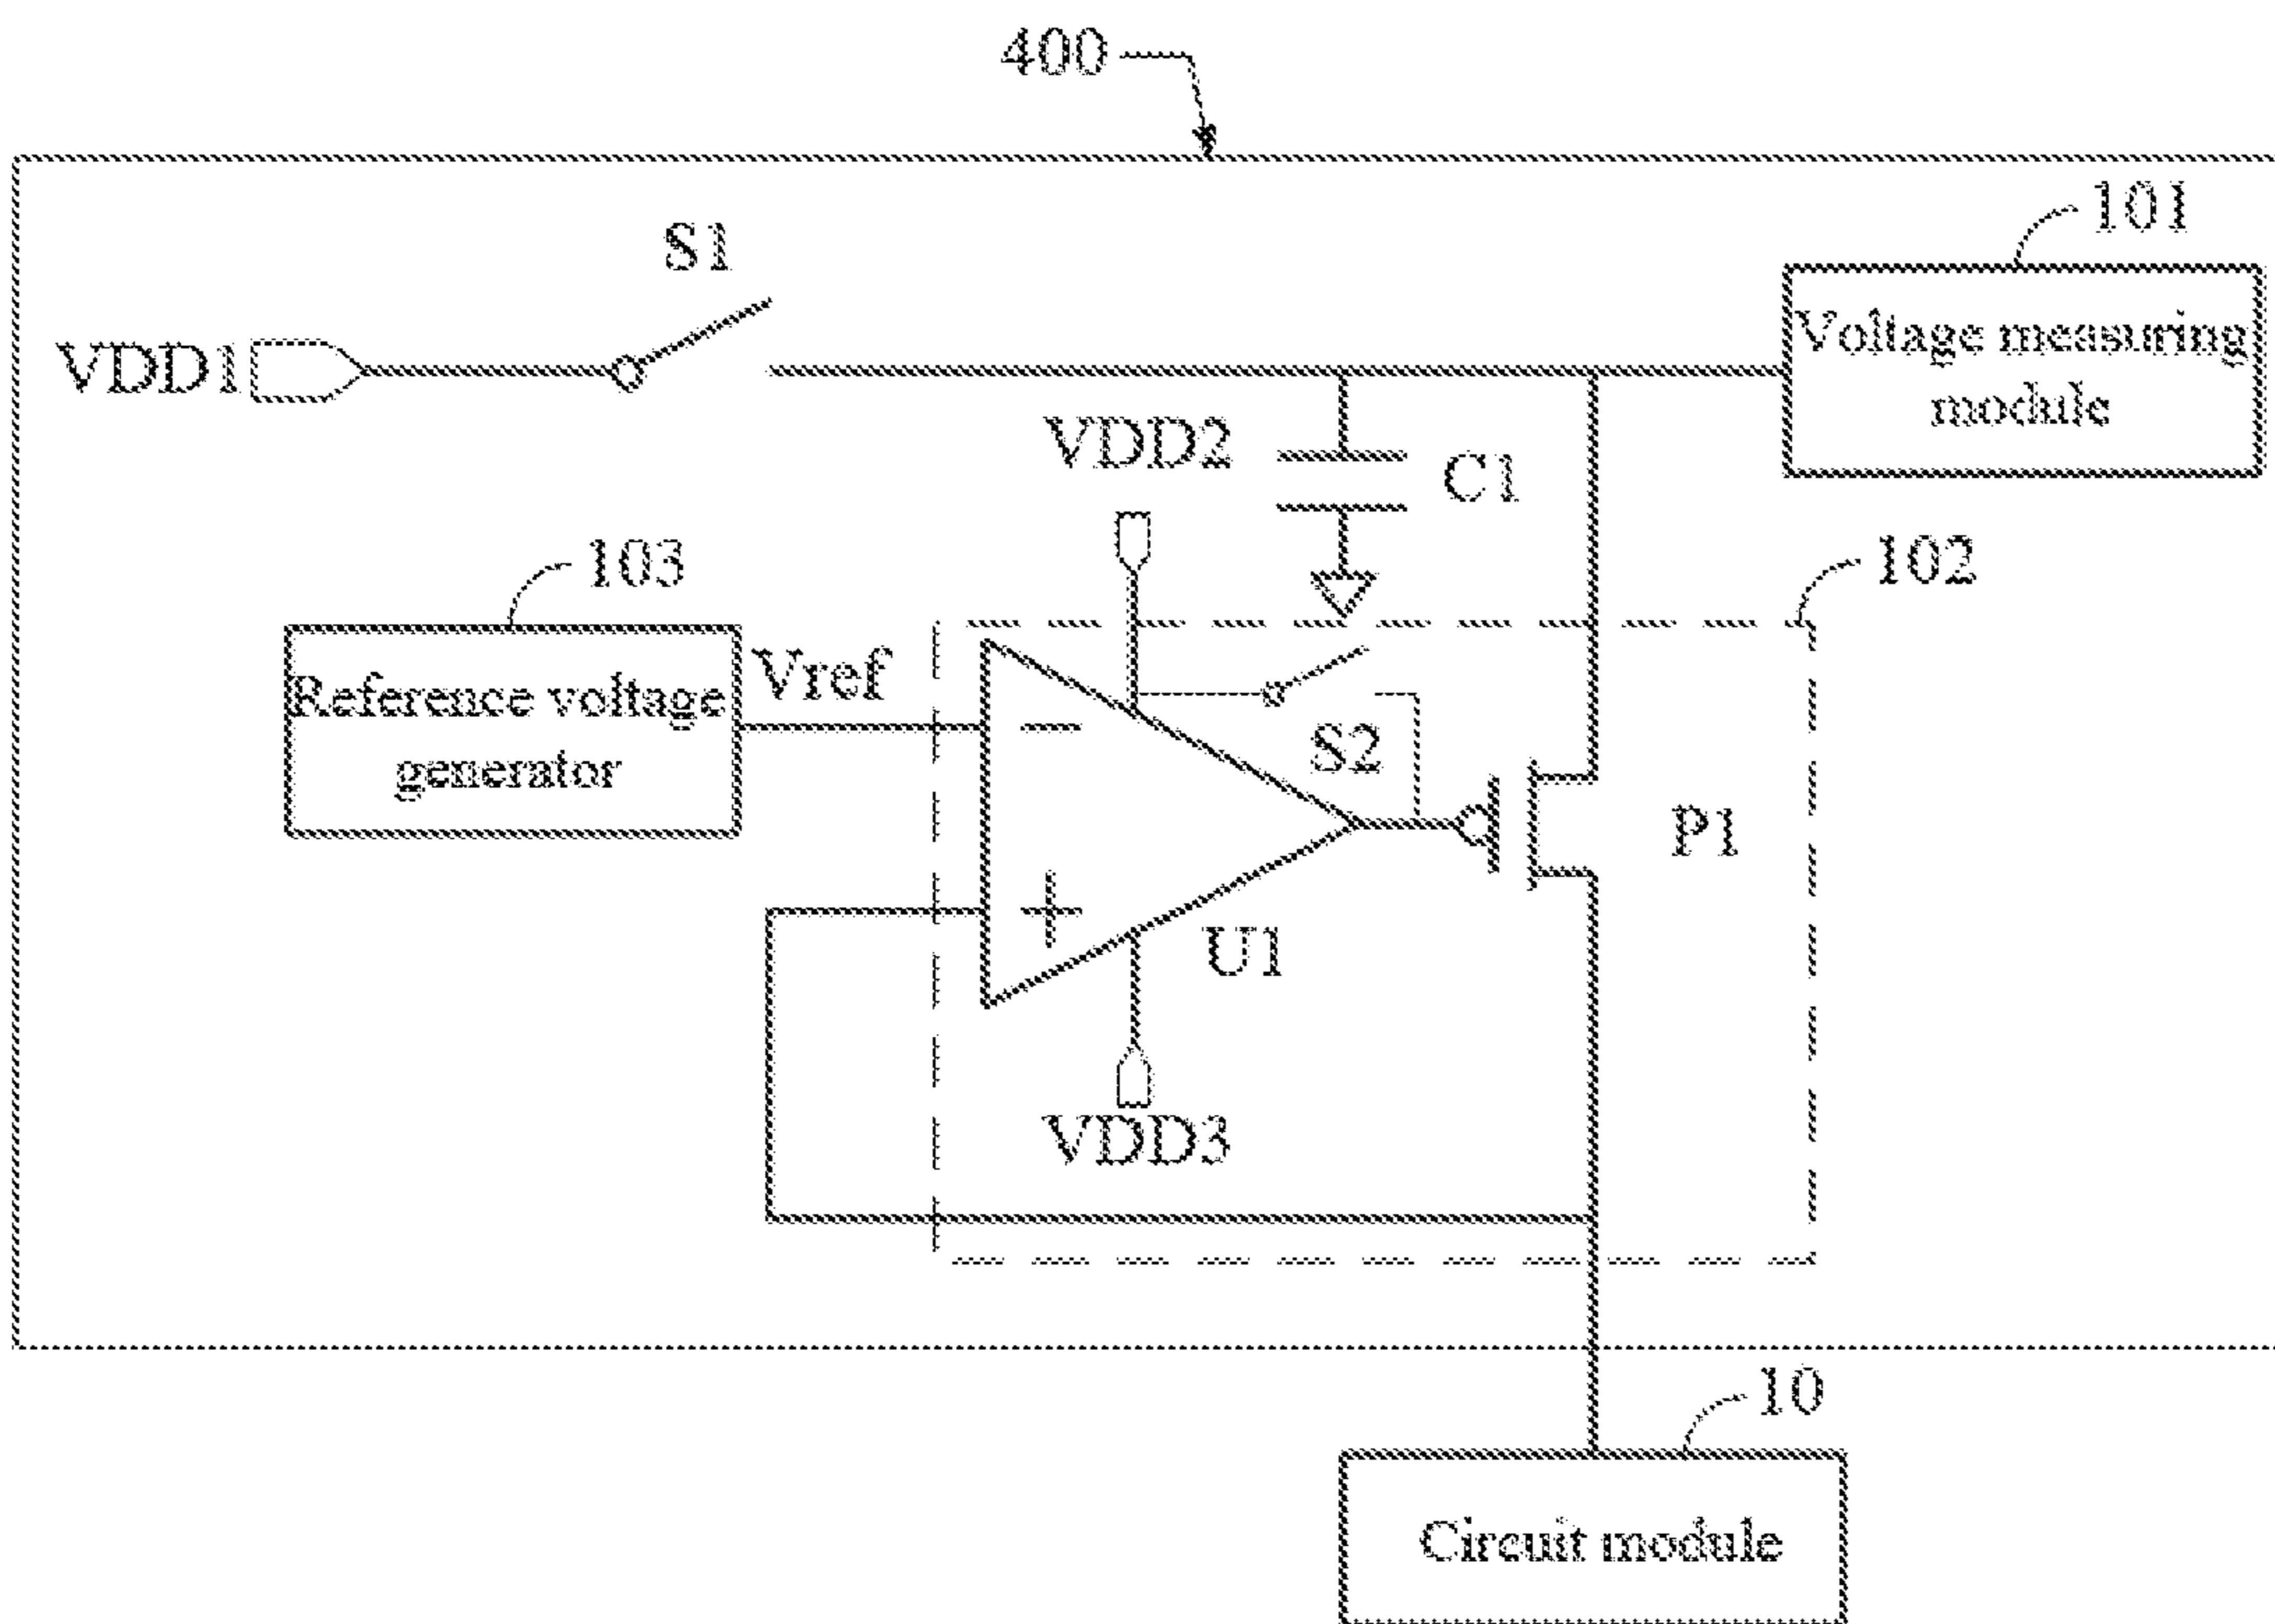 400
S1
101
VDD1
Voltage measuring
module
VDD2
C1
103
102
Reference voltage
generator
Vref
−
S2
P1
+
U1
VDD3
10
Circuit module